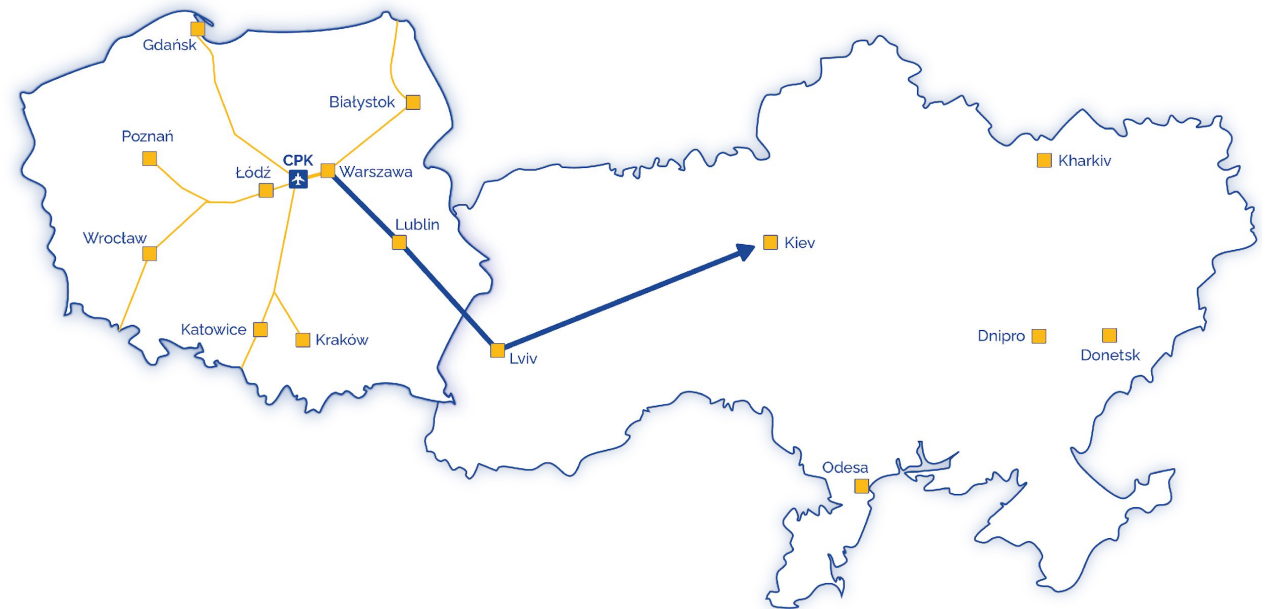 Gdańsk
Białystok
Poznań
CPK
Łódź
Warszawa
Kharkiv
Lublin
Wrocław
Kiev
Katowice
Kraków
Lviv
Dnipro
Donetsk
Odesa